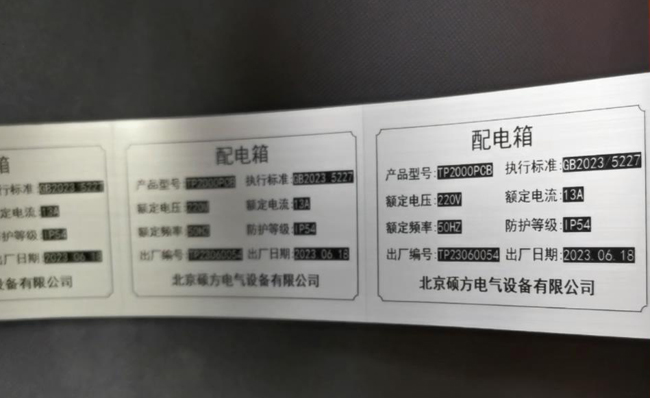 箱
行标准:GB2023/5227
额定电流:13A
防护等级:IP54
出厂日期:2023.06.18
设备有限公司
配电箱
产品型号:TP2000PCB 执行标准:GB2023/5227
额定电压:220V 额定电流:13A
额定频率:50HZ 防护等级:IP54
出厂编号:TP23060054 出厂日期:2023.06.18
北京硕方电气设备有限公司
配电箱
产品型号:TP2000PCB 执行标准:GB2023/5227
额定电压:220V 额定电流:13A
额定频率:50HZ 防护等级:IP54
出厂编号:TP23060054 出厂日期:2023.06.18
北京硕方电气设备有限公司